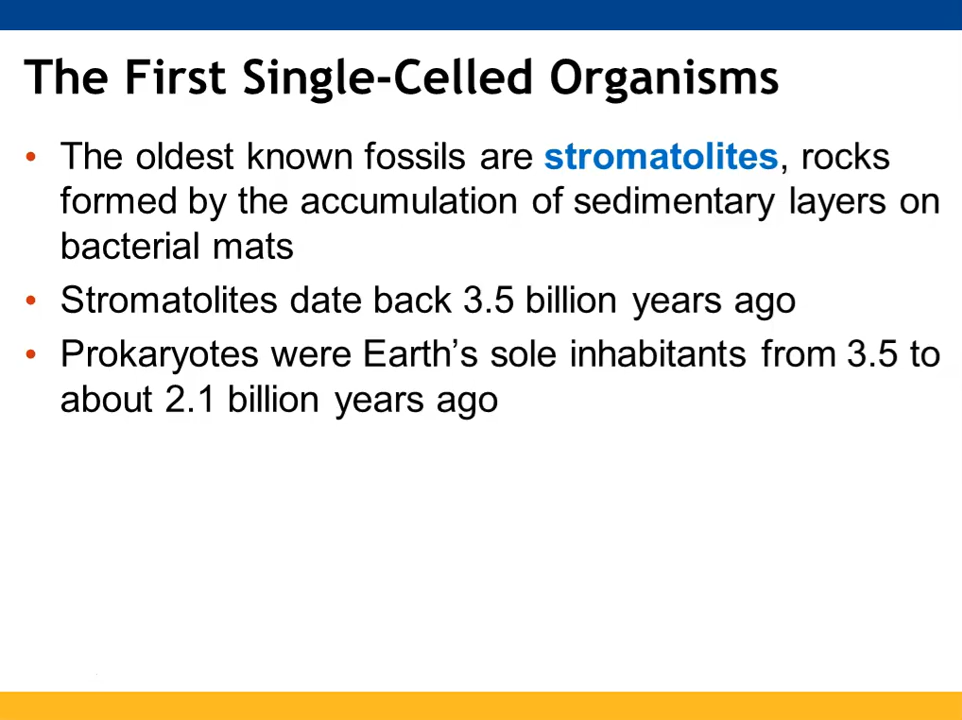 The First Single-Celled Organisms
• The oldest known fossils are stromatolites, rocks
formed by the accumulation of sedimentary layers on
bacterial mats
• Stromatolites date back 3.5 billion years ago
• Prokaryotes were Earth’s sole inhabitants from 3.5 to
about 2.1 billion years ago